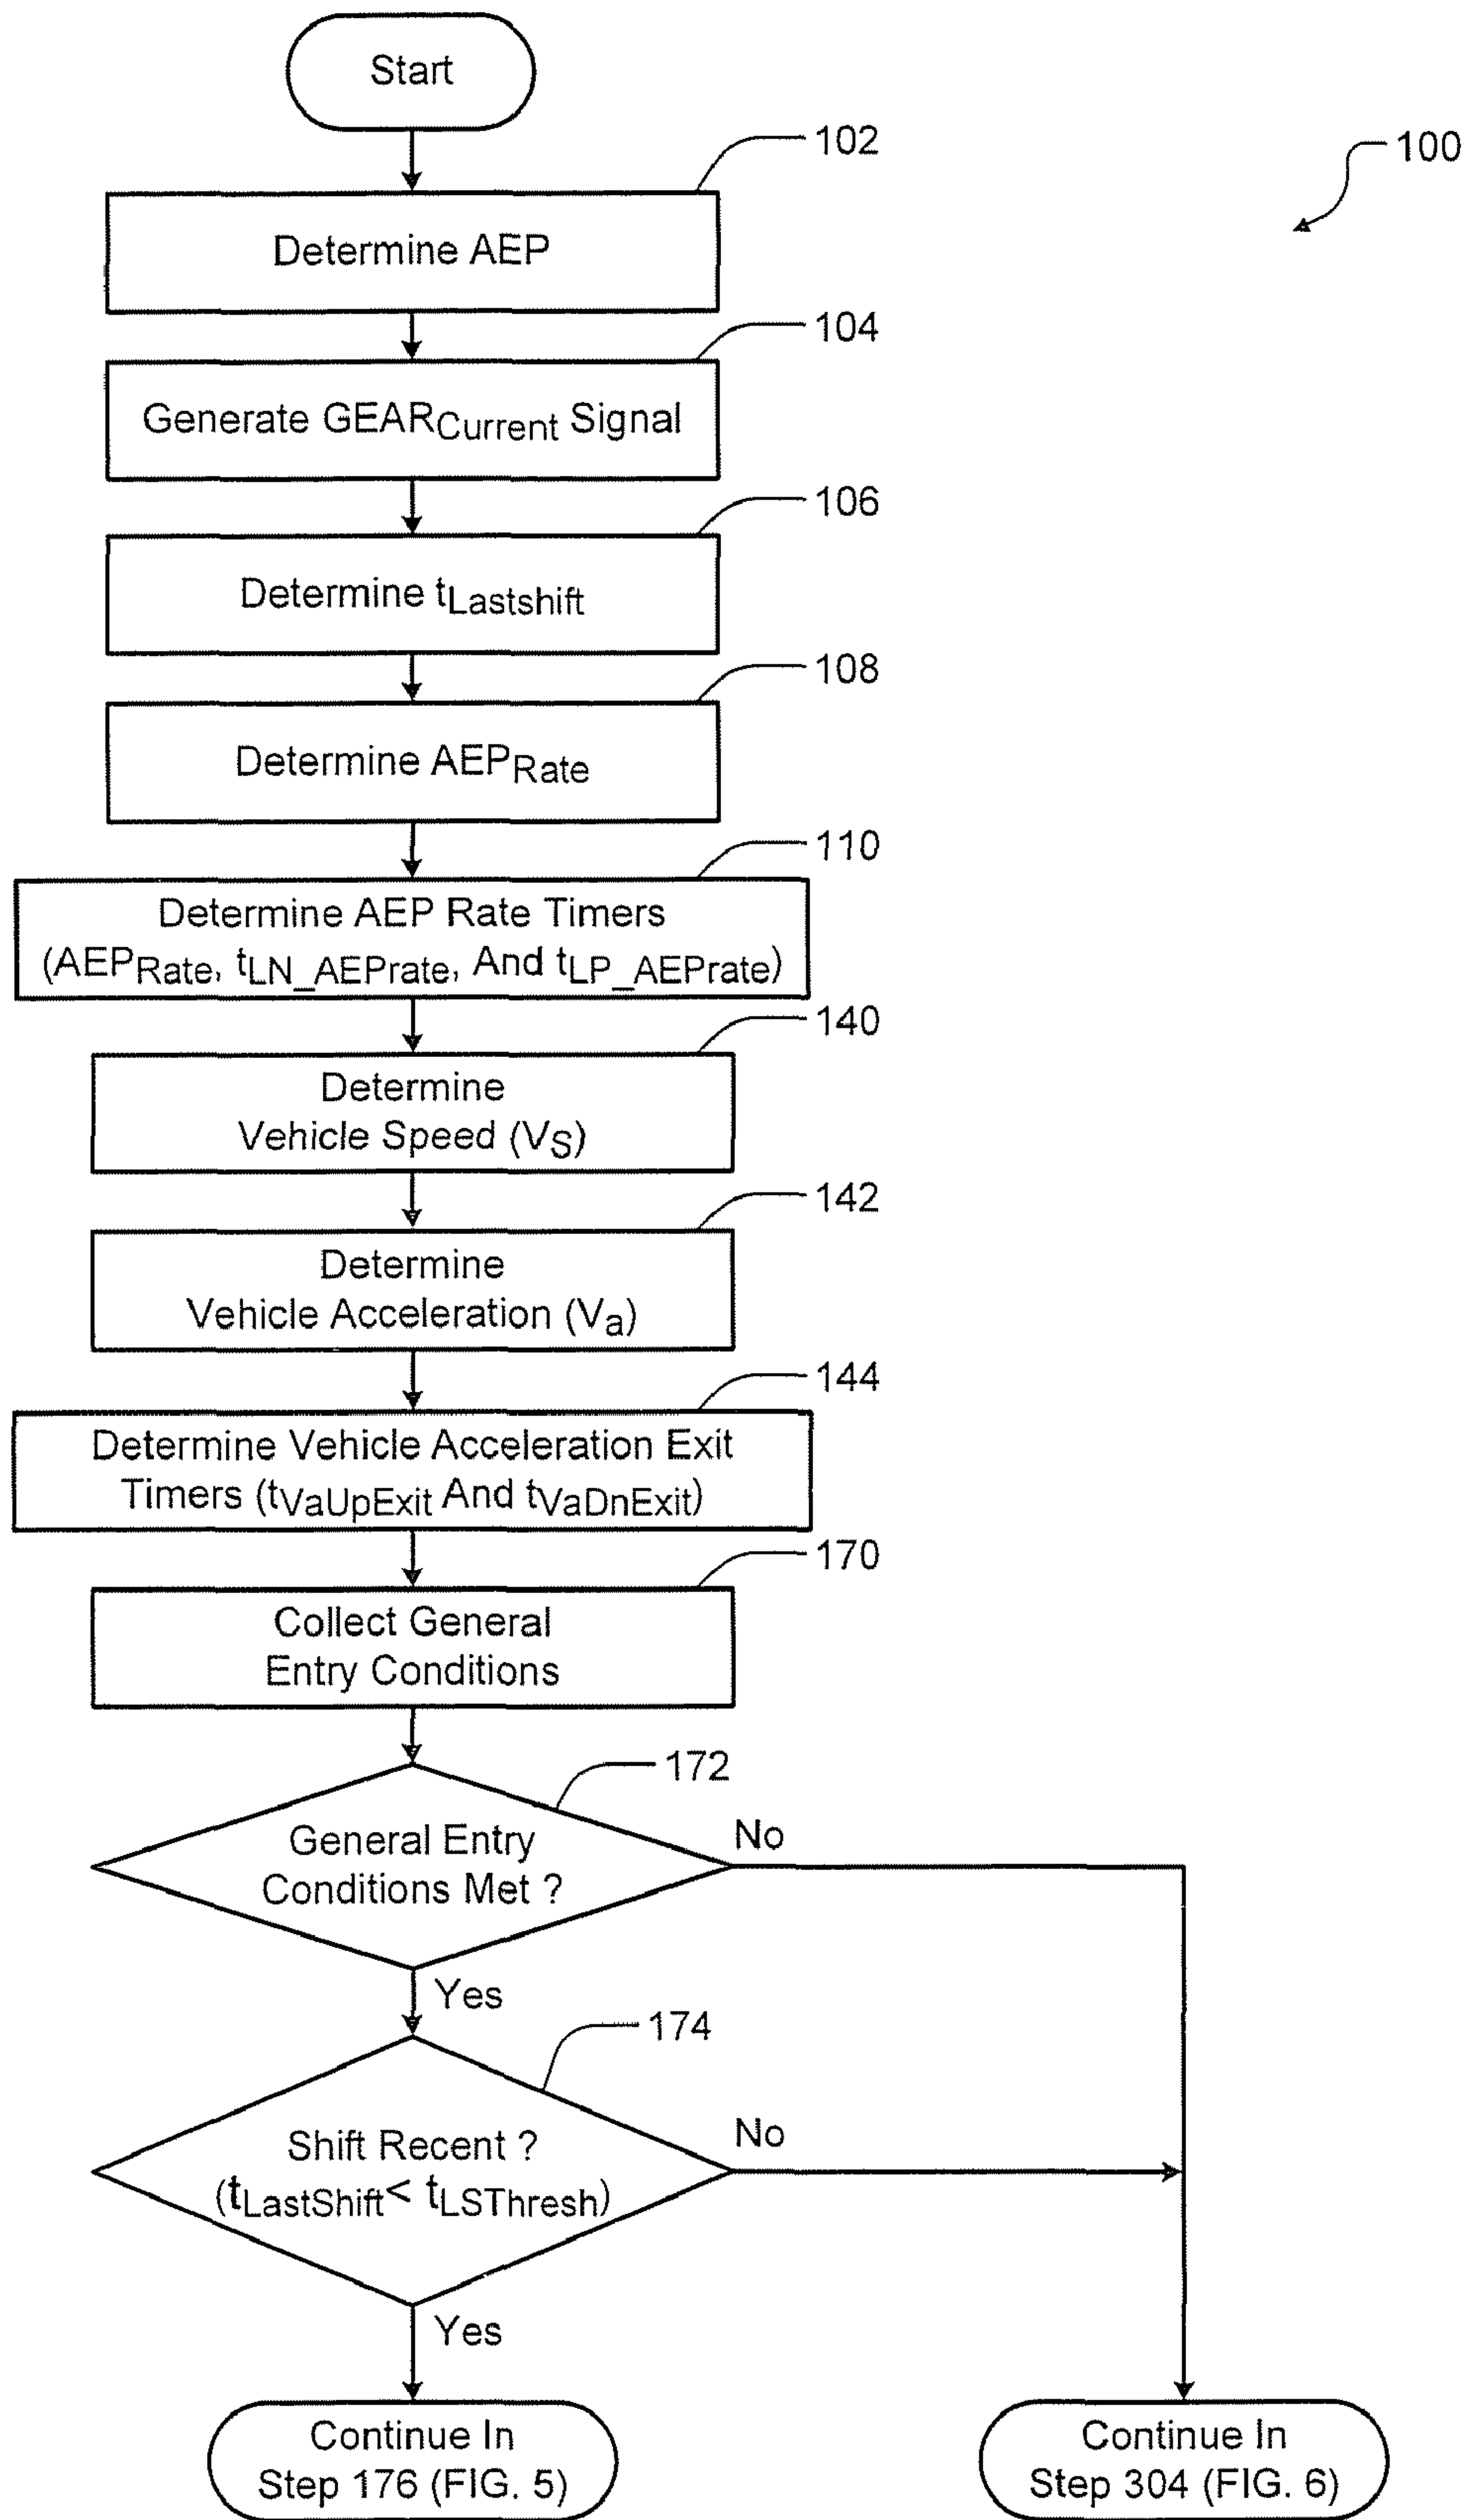 Start
102
100
Determine AEP
104
Generate GEARCurrent Signal
106
Determine tLastshift
108
Determine AEPRate
110
Determine AEP Rate Timers
(AEPRate, tLN_AEPrate, And tLP_AEPrate)
140
Determine
Vehicle Speed (VS)
142
Determine
Vehicle Acceleration (Va)
144
Determine Vehicle Acceleration Exit
Timers (tVaUpExit And tVaDnExit)
170
Collect General
Entry Conditions
172
General Entry
Conditions Met ?
No
Yes
174
Shift Recent ?
(tLastShift< tLSThresh)
No
Yes
Continue In
Step 176 (FIG. 5)
Continue In
Step 304 (FIG. 6)